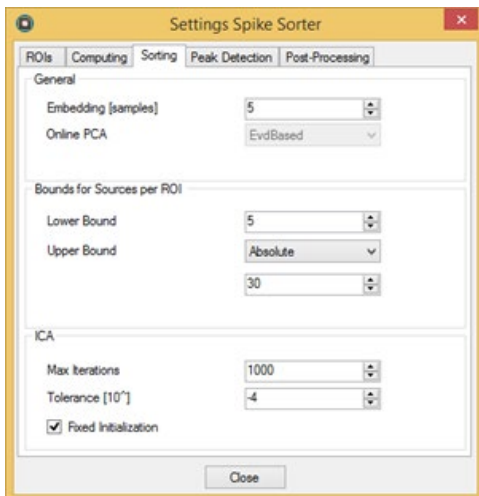 Settings Spike Sorter
ROIs Computing Sorting Peak Detection Post-Processing
General
Embedding [samples] 5
Online PCA EvdBased
Bounds for Sources per ROI
Lower Bound 5
Upper Bound Absolute
30
ICA
Max Iterations 1000
Tolerance [10^] -4
Fixed Initialization
Close